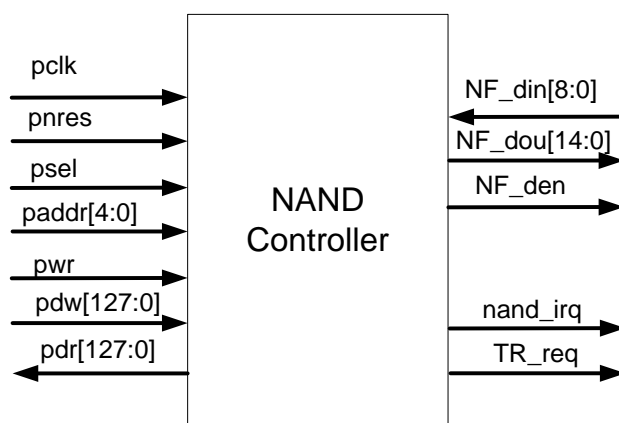 pclk
pnres
psel
paddr[4:0]
pwr
pdw[127:0]
pdr[127:0]
NAND
Controller
NF_din[8:0]
NF_dou[14:0]
NF_den
nand_irq
TR_req